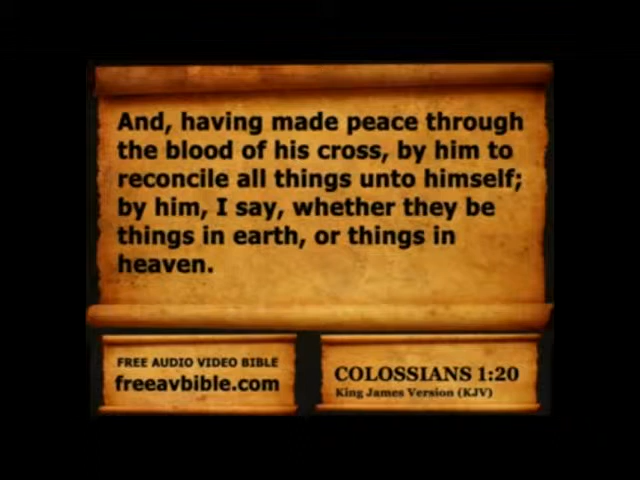 And, having made peace through
the blood of his cross, by him to
reconcile all things unto himself;
by him, I say, whether they be
things in earth, or things in
heaven.
FREE AUDIO VIDEO BIBLE
freeavbible.com
COLOSSIANS 1:20
King James Version (KJV)